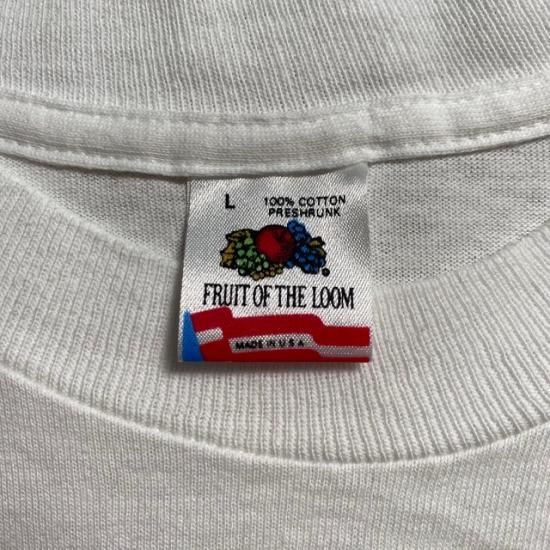 L
100% COTTON
PRESHRUNK
FRUIT OF THE LOOM
MADE IN U.S.A